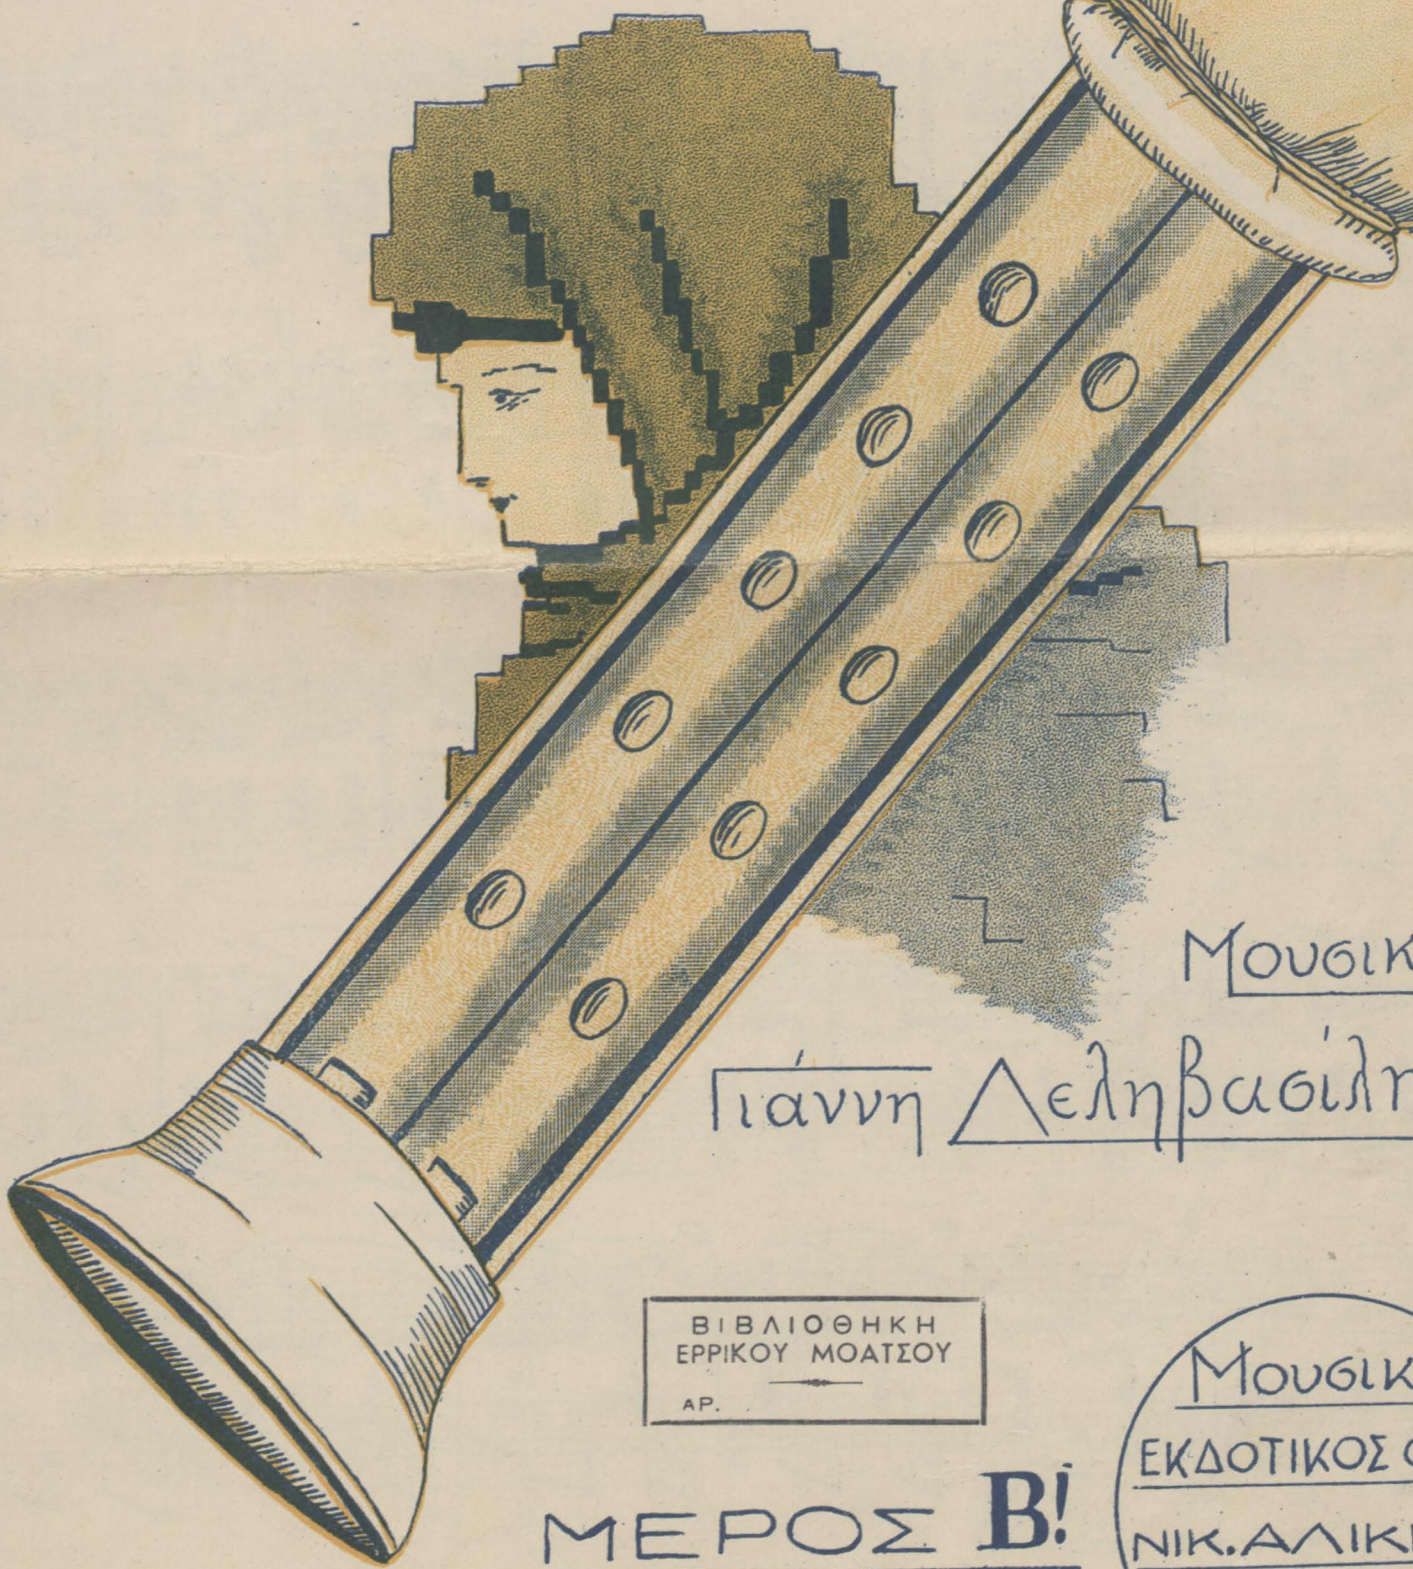 Μουσικ
Γιάννη Δεληβασίλη
ΒΙΒΛΙΟΘΗΚΗ
ΕΡΡΙΚΟΥ ΜΟΑΤΣΟΥ
ΑΡ.
ΜΕΡΟΣ Β!
Μουσικ
ΕΚΔΟΤΙΚΟΣ
ΝΙΚ. ΑΛΙΚ